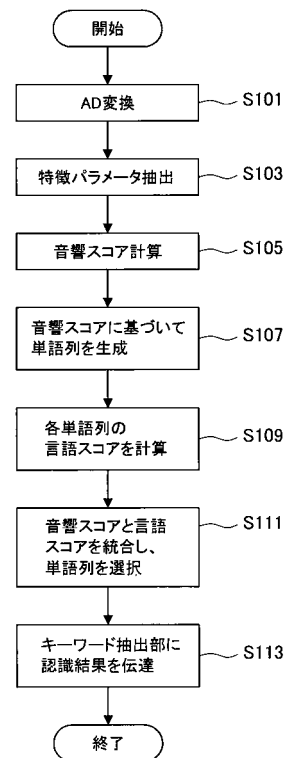 開始
AD変換
S101
特徴パラメータ抽出
S103
音響スコア計算
S105
音響スコアに基づいて
単語列を生成
S107
各単語列の
言語スコアを計算
S109
音響スコアと言語
スコアを統合し、
単語列を選択
S111
キーワード抽出部に
認識結果を伝達
S113
終了